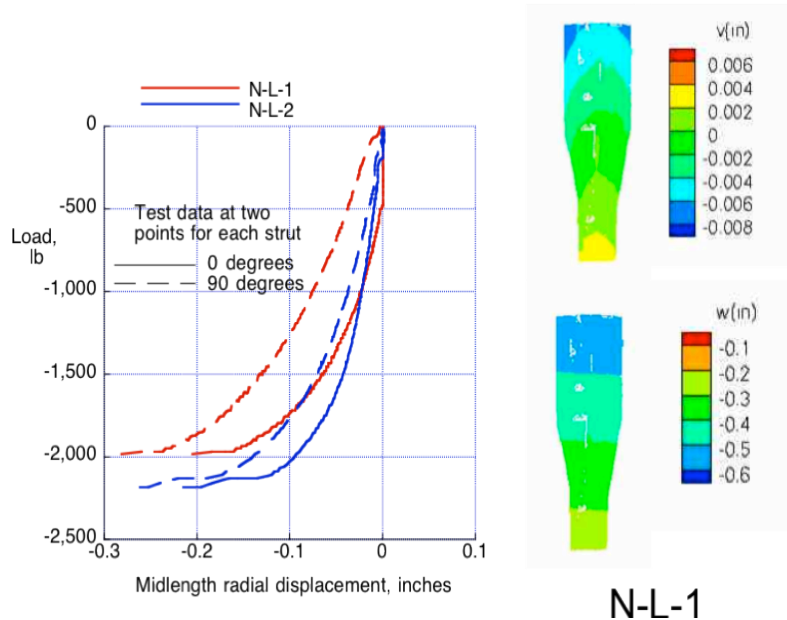 N-L-1
N-L-2
0
-500
-1,000
-1,500
-2,000
-2,500
Load,
lb
Test data at two
points for each strut
0 degrees
90 degrees
-0.3
-0.2
-0.1
0
0.1
Midlength radial displacement, inches
v(in)
0.006
0.004
0.002
0
-0.002
-0.004
-0.006
-0.008
w(in)
-0.1
-0.2
-0.3
-0.4
-0.5
-0.6
N-L-1